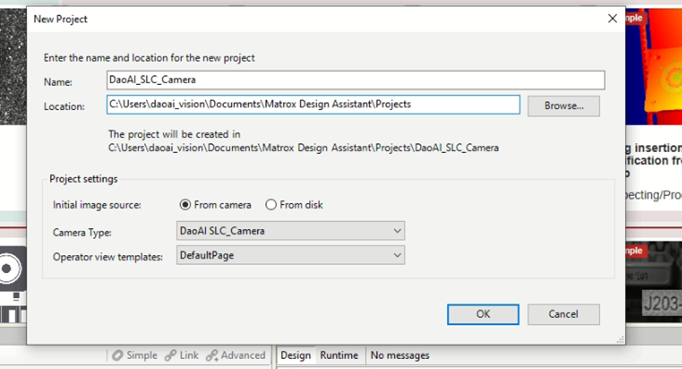 New Project
mple
Enter the name and location for the new project
Name: DaoAI_SLC_Camera
Location: C:\Users\daoai_vision\Documents\Matrox Design Assistant\Projects Browse...
The project will be created in
C:\Users\daoai_vision\Documents\Matrox Design Assistant\Projects\DaoAI_SLC_Camera
g insertion
ification from
p
pecting/Pro
Project settings
Initial image source: From camera From disk
Camera Type: DaoAI SLC_Camera
Operator view templates: DefaultPage
mple
J203-
OK Cancel
Simple Link Advanced Design Runtime No messages